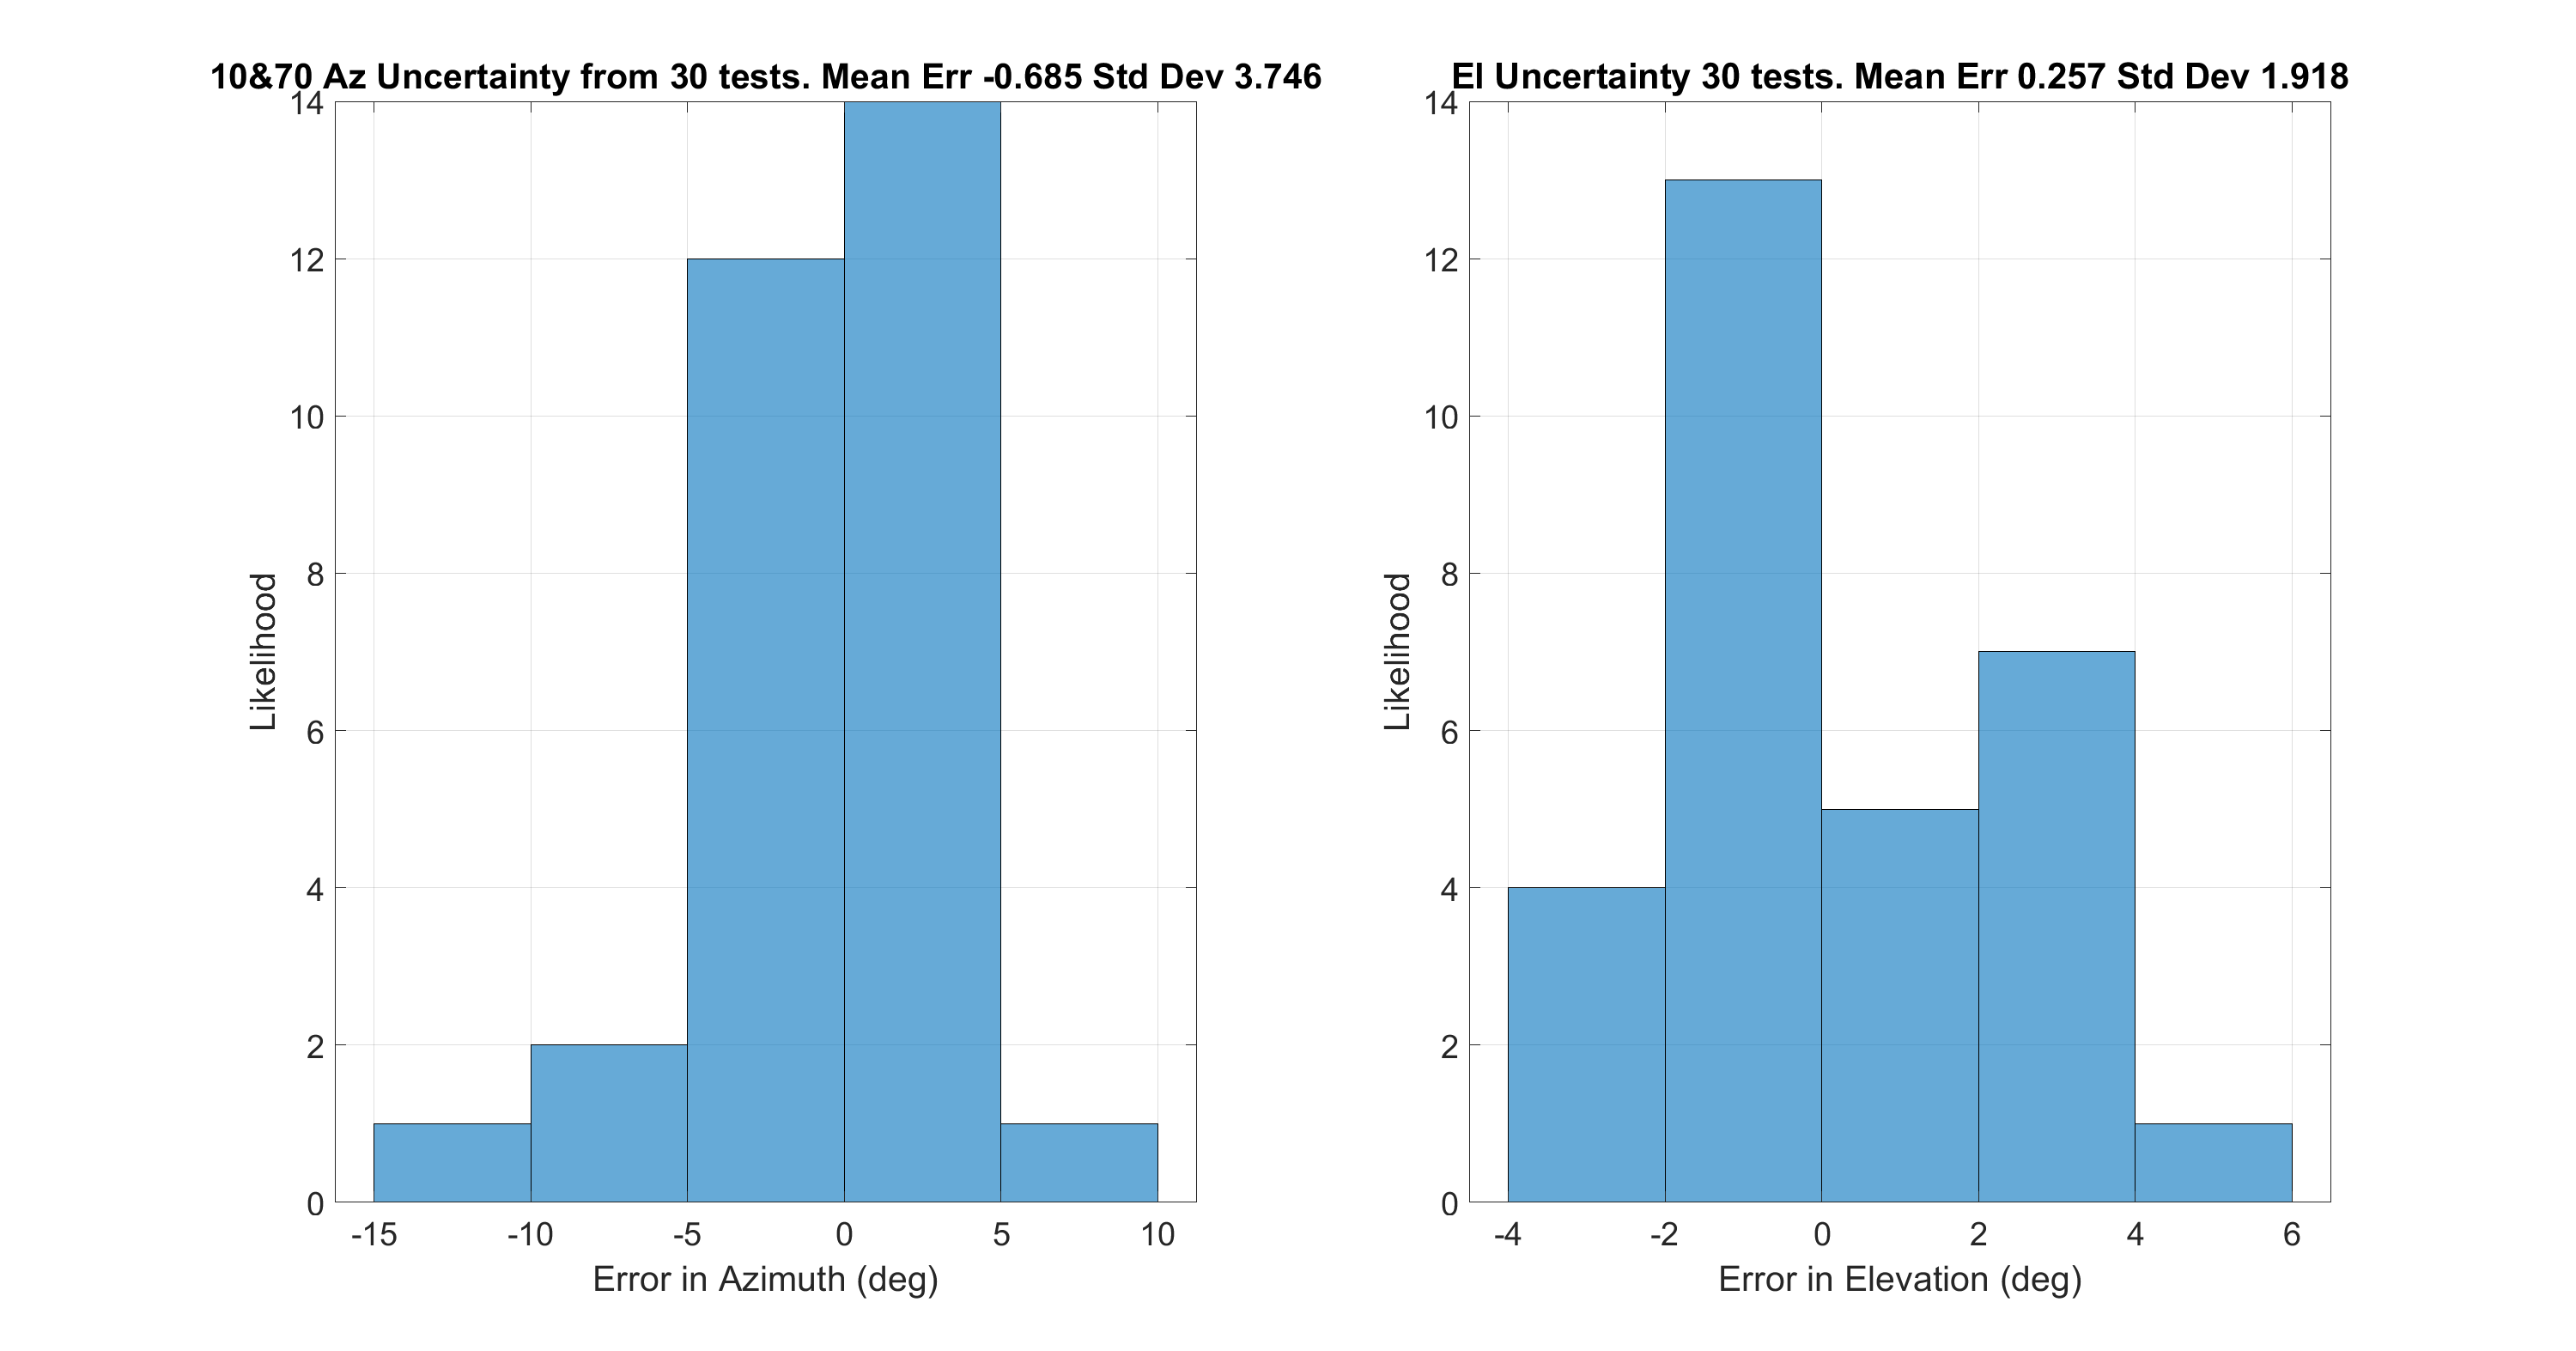 10&70 Az Uncertainty from 30 tests. Mean Err -0.685 Std Dev 3.746
14
12
10
8
6
4
2
0
Likelihood
-15 -10 -5 0 5 10
Error in Azimuth (deg)
El Uncertainty 30 tests. Mean Err 0.257 Std Dev 1.918
14
12
10
8
6
4
2
0
Likelihood
-4 -2 0 2 4 6
Error in Elevation (deg)